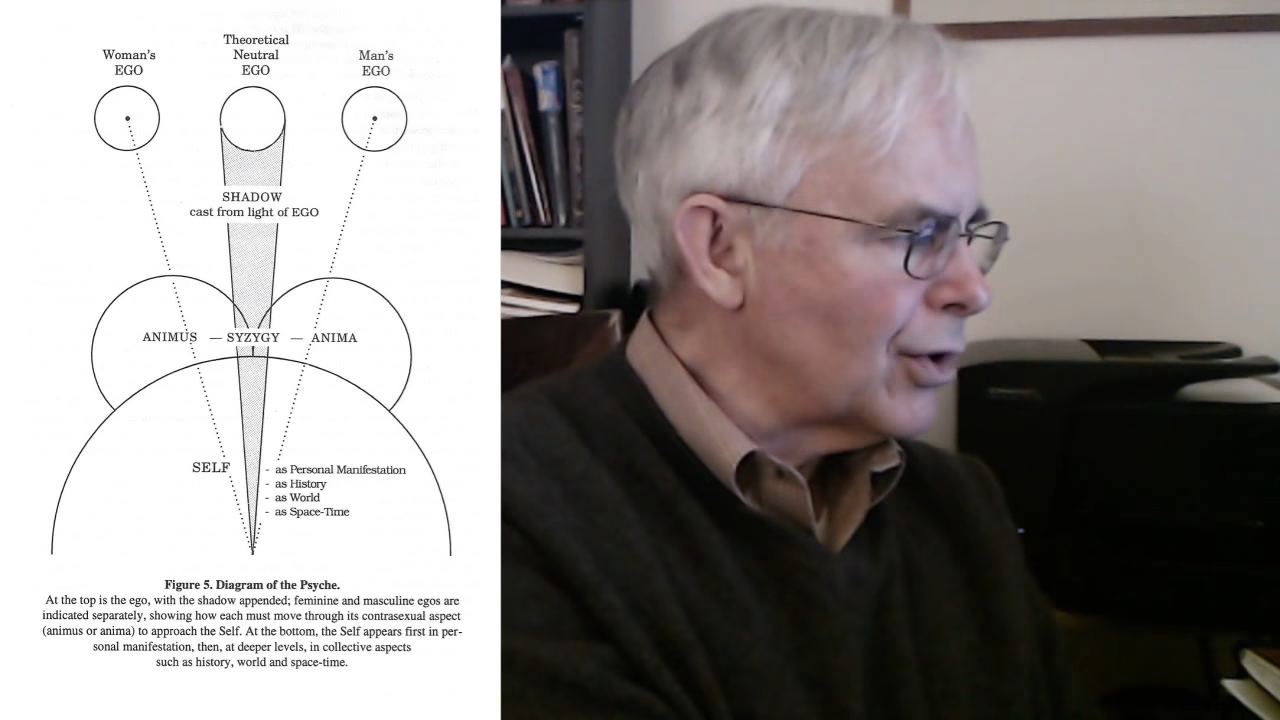 Woman's
EGO
Theoretical
Neutral
EGO
Man's
EGO
SHADOW
cast from light of EGO
ANIMUS — SYZYGY — ANIMA
SELF
- as Personal Manifestation
- as History
- as World
- as Space-Time
Figure 5. Diagram of the Psyche.
At the top is the ego, with the shadow appended; feminine and masculine egos are
indicated separately, showing how each must move through its contrasexual aspect
(animus or anima) to approach the Self. At the bottom, the Self appears first in per-
sonal manifestation, then, at deeper levels, in collective aspects
such as history, world and space-time.